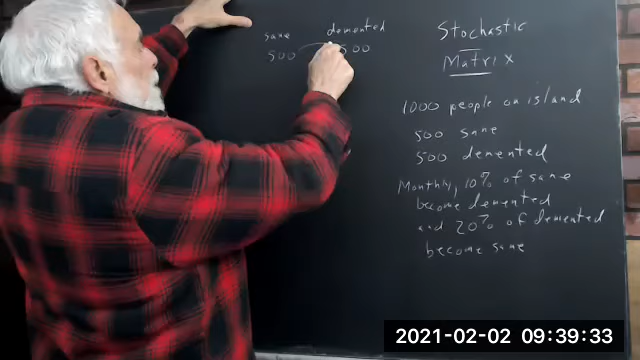 sane demented
500 500
Stochastic
Matrix
1000 people on island
500 sane
500 demented
Monthly, 10% of sane
become demented
and 20% of demented
become sane
2021-02-02 09:39:33